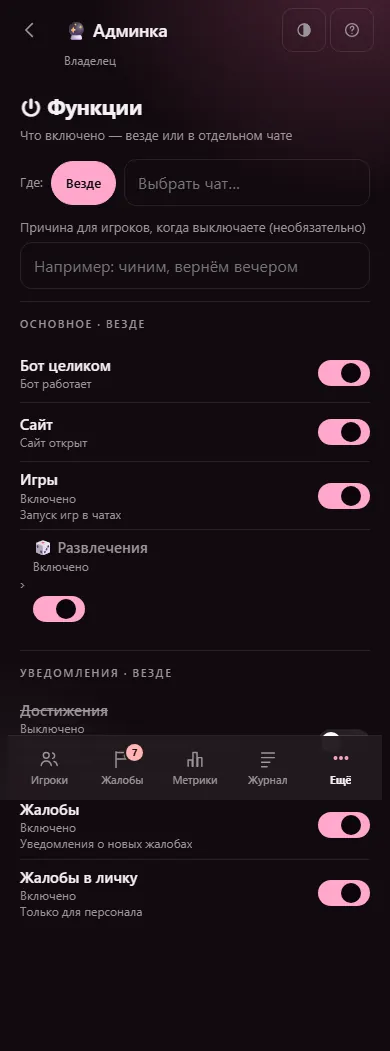 Админка
Владелец
Функции
Что включено — везде или в отдельном чате
Где:
Везде
Выбрать чат...
Причина для игроков, когда выключаете (необязательно)
Например: чиним, вернём вечером
ОСНОВНОЕ · ВЕЗДЕ
Бот целиком
Бот работает
Сайт
Сайт открыт
Игры
Включено
Запуск игр в чатах
Развлечения
Включено
УВЕДОМЛЕНИЯ · ВЕЗДЕ
Достижения
Выключено
7
Игроки
Жалобы
Метрики
Журнал
Ещё
Жалобы
Включено
Уведомления о новых жалобах
Жалобы в личку
Включено
Только для персонала